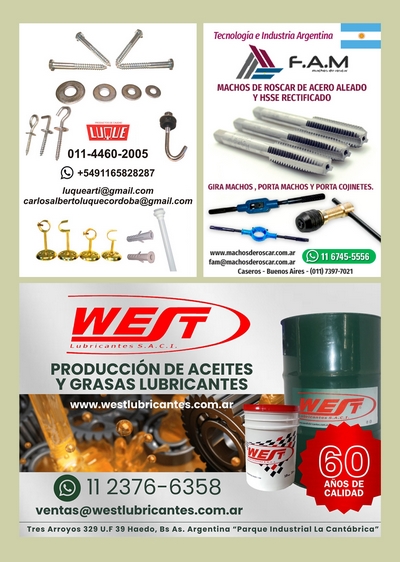 LUQUE
011-4460-2005
+5491165828287
luquearti@gmail.com
carlosalbertoluquecordoba@gmail.com
Tecnología e Industria Argentina
F.A.M
MACHOS DE ROSCAR DE ACERO ALEADO
Y HSSE RECTIFICADO
GIRA MACHOS , PORTA MACHOS Y PORTA COJINETES.
www.machosderoscar.com.ar
fam@machosderoscar.com.ar
11 6745-5556
Caseros - Buenos Aires - (011) 7397-7021
WEST
Lubricantes S.A.C.I.
PRODUCCIÓN DE ACEITES
Y GRASAS LUBRICANTES
www.westlubricantes.com.ar
WEST
WEST
60
AÑOS DE
CALIDAD
11 2376-6358
ventas@westlubricantes.com.ar
Tres Arroyos 329 U.F 39 Haedo, Bs As. Argentina “Parque Industrial La Cantábrica”